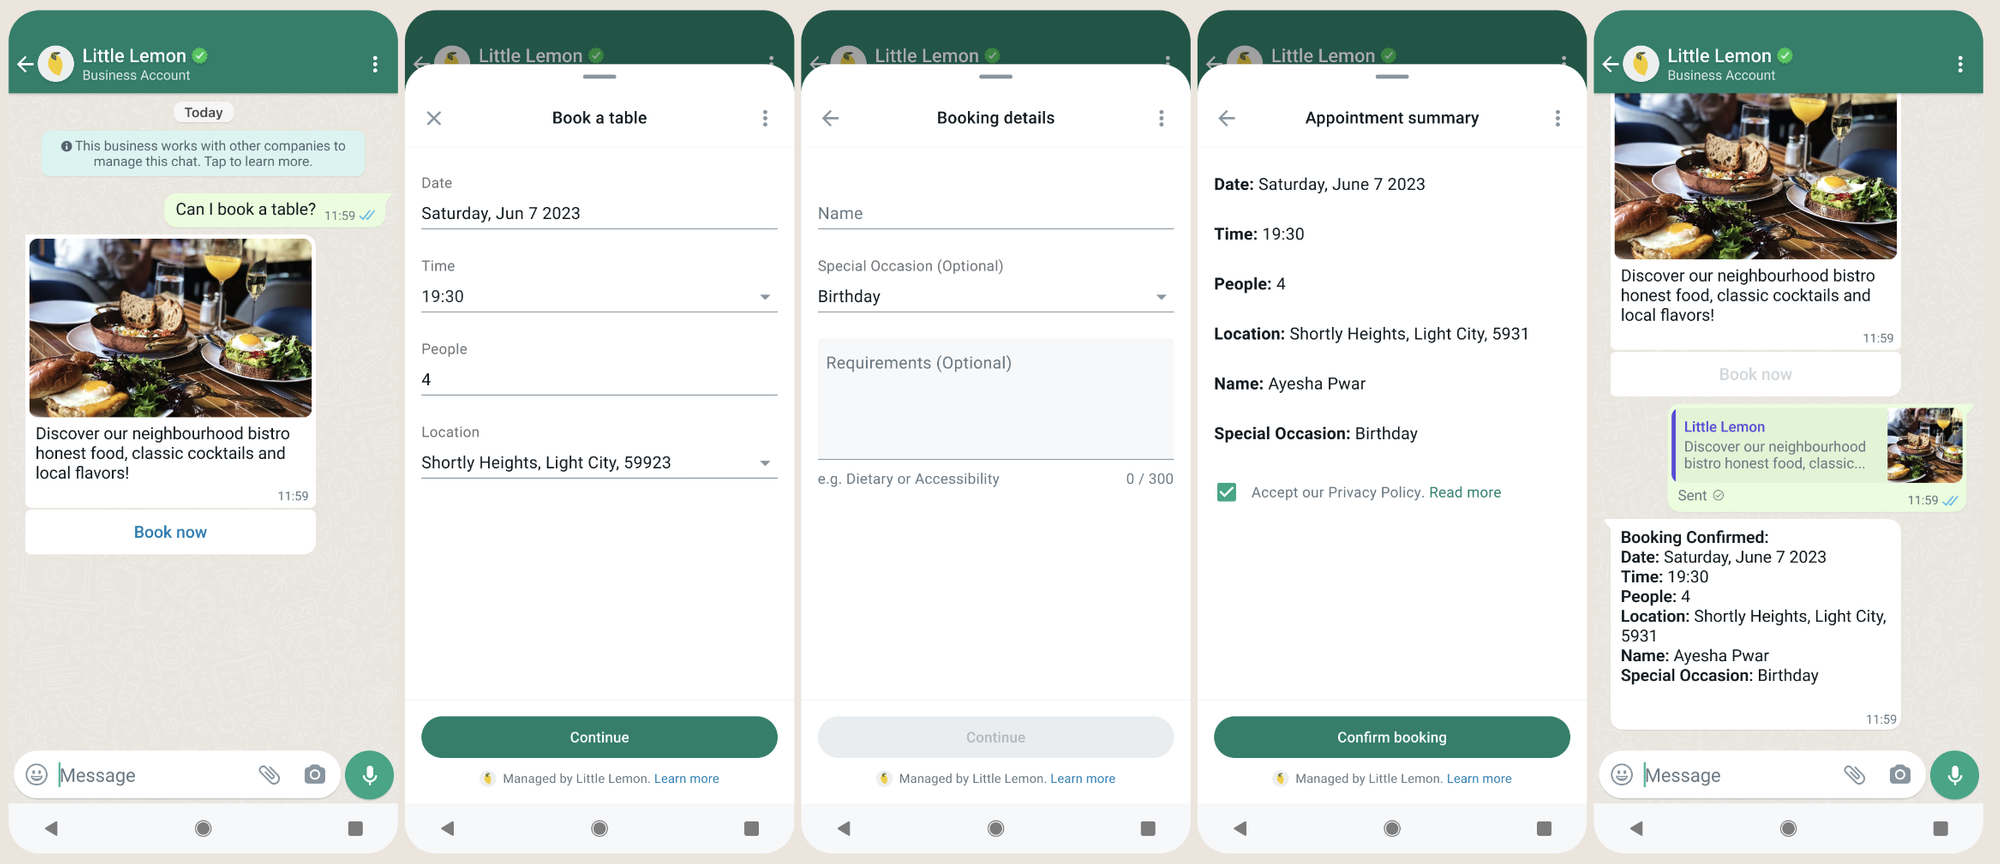 Little Lemon
Business Account
Today
This business works with other companies to
manage this chat. Tap to learn more.
Can I book a table? 11:59
Discover our neighbourhood bistro
honest food, classic cocktails and
local flavors!
11:59
Book now
Message
Little Lemon
Book a table
Date
Saturday, Jun 7 2023
Time
19:30
People
4
Location
Shortly Heights, Light City, 59923
Continue
Managed by Little Lemon. Learn more
Little Lemon
Booking details
Name
Special Occasion (Optional)
Birthday
Requirements (Optional)
e.g. Dietary or Accessibility 0 / 300
Continue
Managed by Little Lemon. Learn more
Little Lemon
Appointment summary
Date: Saturday, June 7 2023
Time: 19:30
People: 4
Location: Shortly Heights, Light City, 5931
Name: Ayesha Pwar
Special Occasion: Birthday
Accept our Privacy Policy. Read more
Confirm booking
Managed by Little Lemon. Learn more
Little Lemon
Business Account
Discover our neighbourhood bistro
honest food, classic cocktails and
local flavors!
11:59
Book now
Little Lemon
Discover our neighbourhood
bistro honest food, classic...
Sent 11:59
Booking Confirmed:
Date: Saturday, June 7 2023
Time: 19:30
People: 4
Location: Shortly Heights, Light City,
5931
Name: Ayesha Pwar
Special Occasion: Birthday
11:59
Message